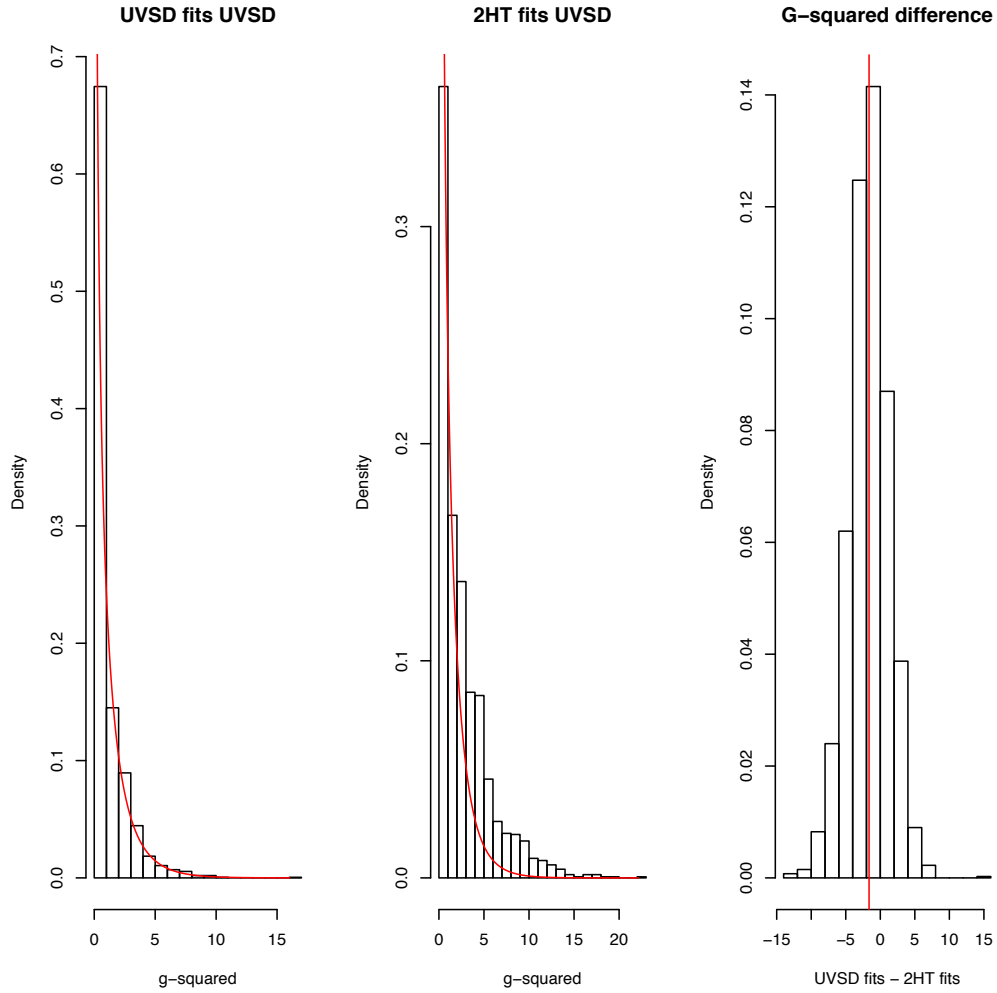 UVSD fits UVSD
Density
0.0 0.1 0.2 0.3 0.4 0.5 0.6 0.7
0 5 10 15
g−squared
2HT fits UVSD
Density
0.0 0.1 0.2 0.3
0 5 10 15 20
g−squared
G−squared difference
Density
0.00 0.02 0.04 0.06 0.08 0.10 0.12 0.14
−15 −5 0 5 10 15
UVSD fits − 2HT fits